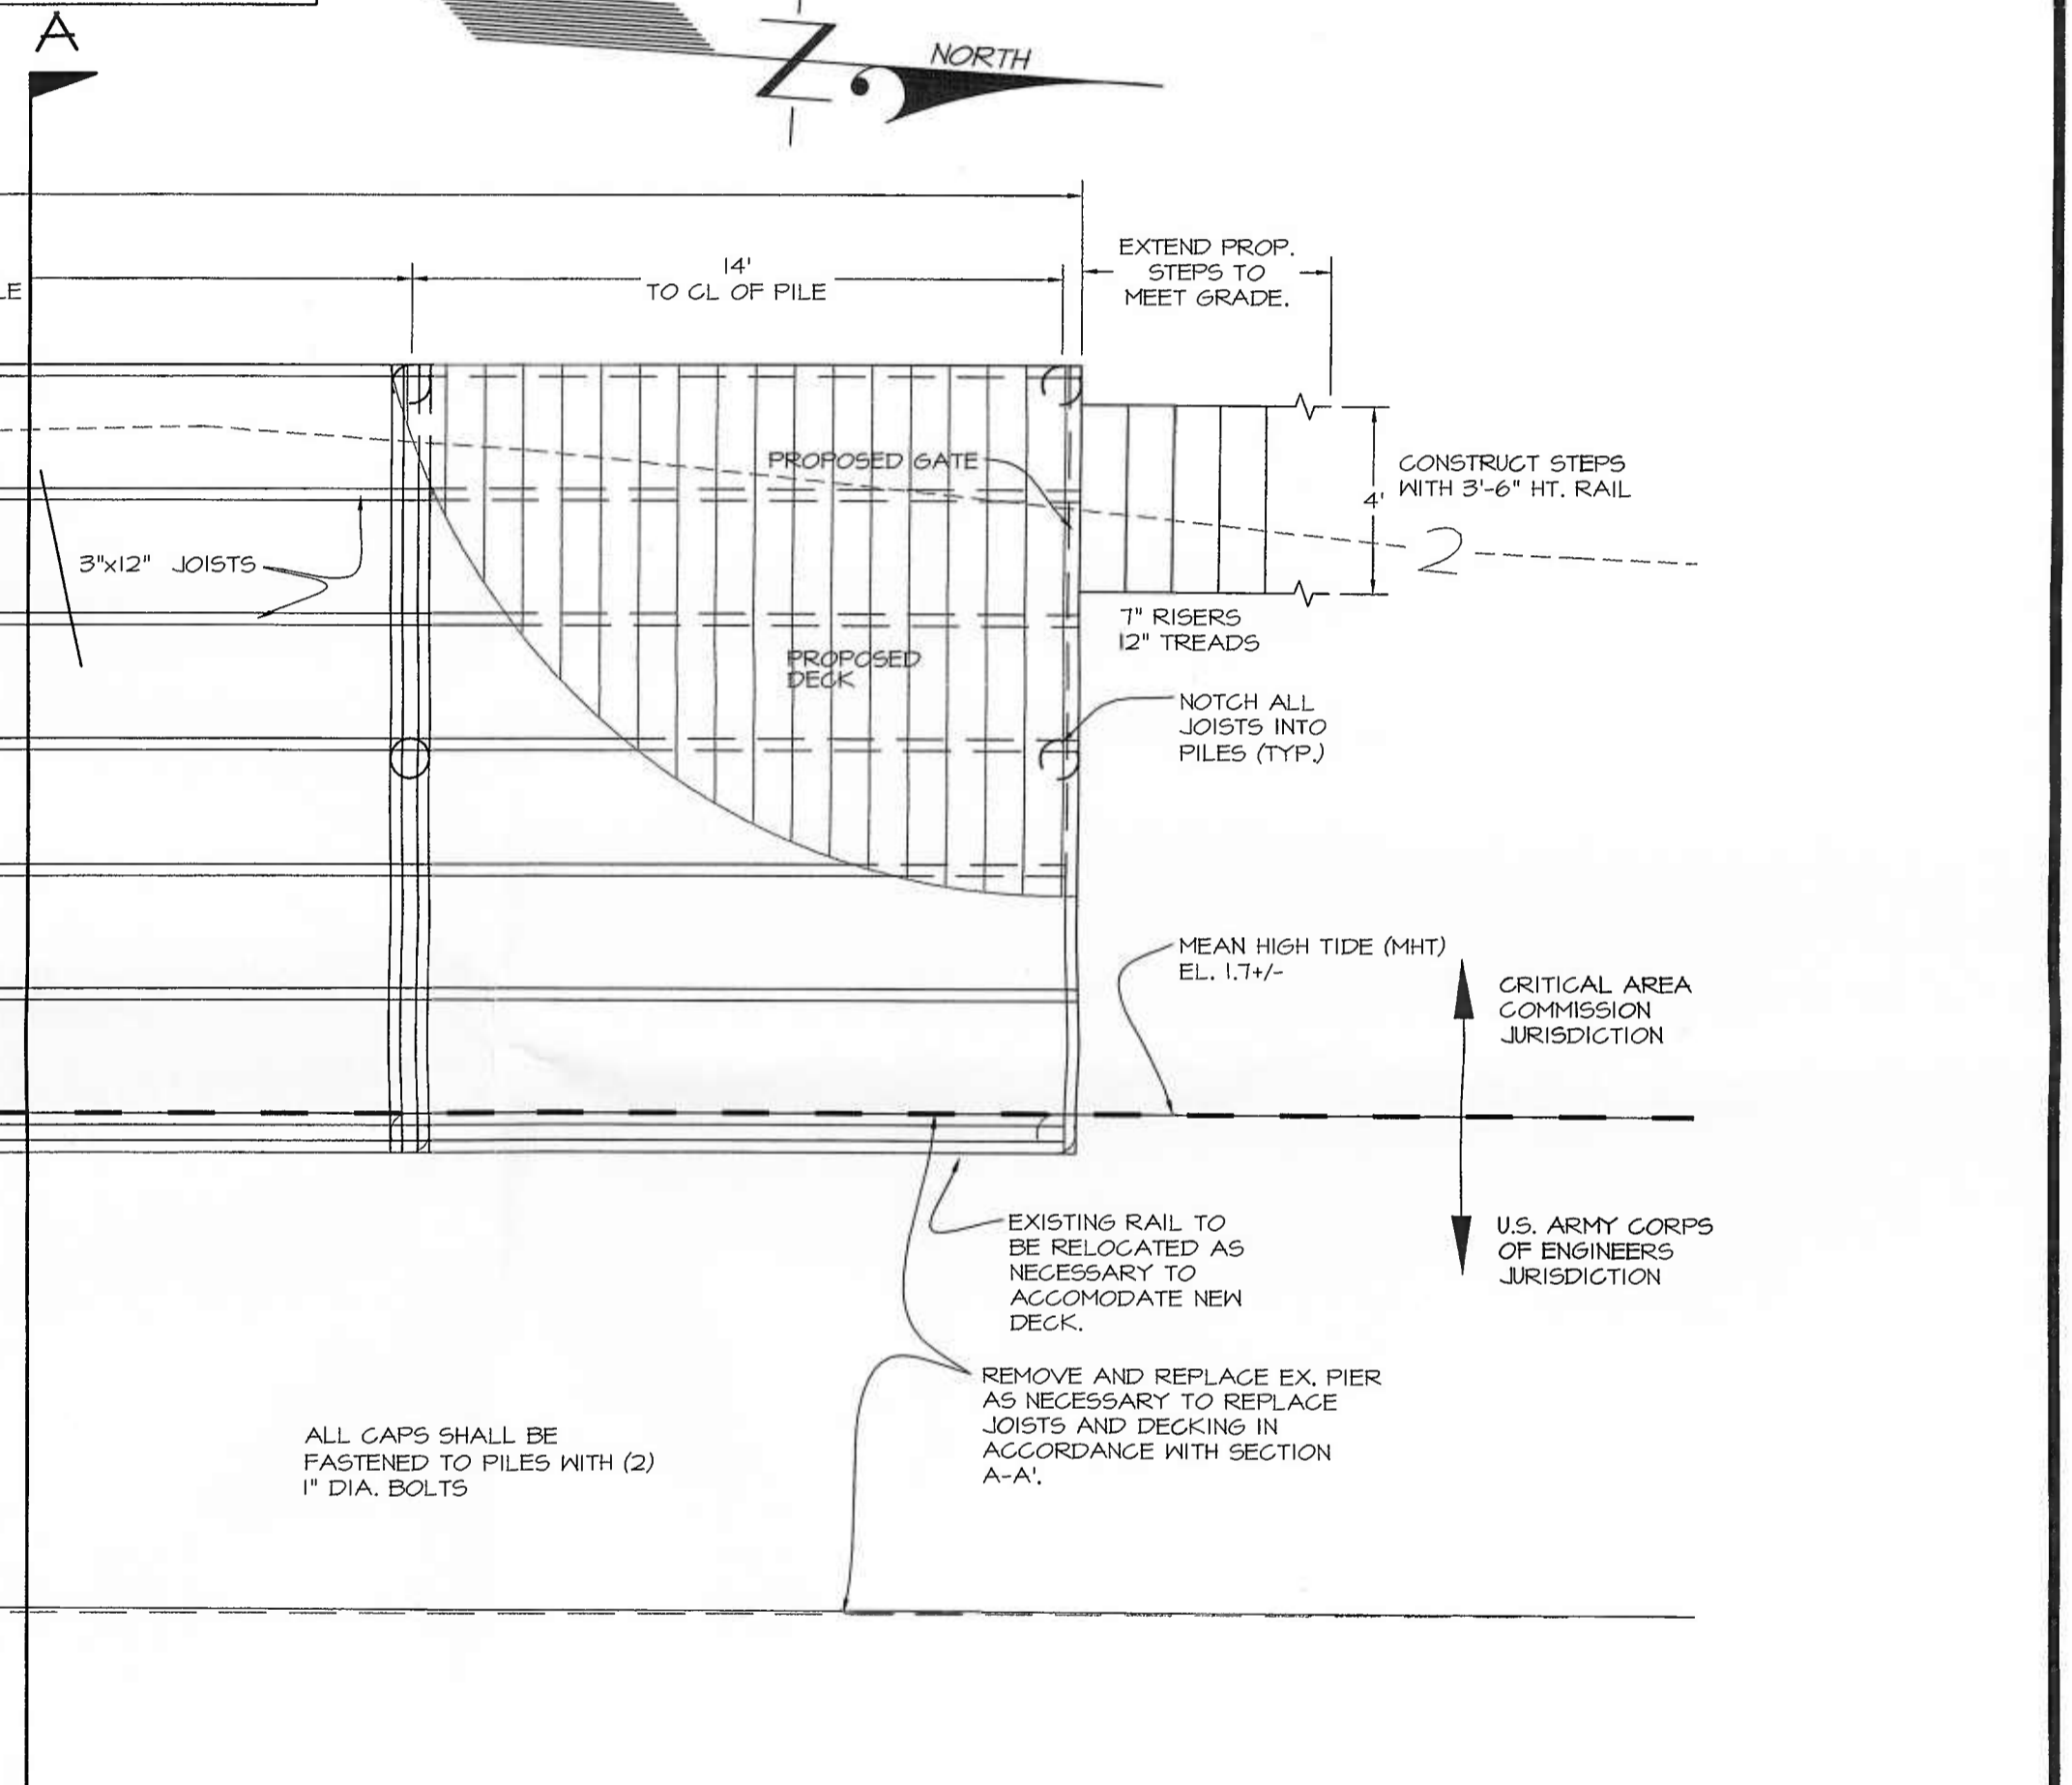 A
Z
NORTH
LE
14'
TO CL OF PILE
EXTEND PROP.
STEPS TO
MEET GRADE.
PROPOSED GATE
4'
CONSTRUCT STEPS
WITH 3'-6" HT. RAIL
2
3"x12" JOISTS
7" RISERS
12" TREADS
PROPOSED
DECK
NOTCH ALL
JOISTS INTO
PILES (TYP.)
MEAN HIGH TIDE (MHT)
EL. 1.7+/-
CRITICAL AREA
COMMISSION
JURISDICTION
U.S. ARMY CORPS
OF ENGINEERS
JURISDICTION
EXISTING RAIL TO
BE RELOCATED AS
NECESSARY TO
ACCOMODATE NEW
DECK.
REMOVE AND REPLACE EX. PIER
AS NECESSARY TO REPLACE
JOISTS AND DECKING IN
ACCORDANCE WITH SECTION
A-A'.
ALL CAPS SHALL BE
FASTENED TO PILES WITH (2)
1" DIA. BOLTS